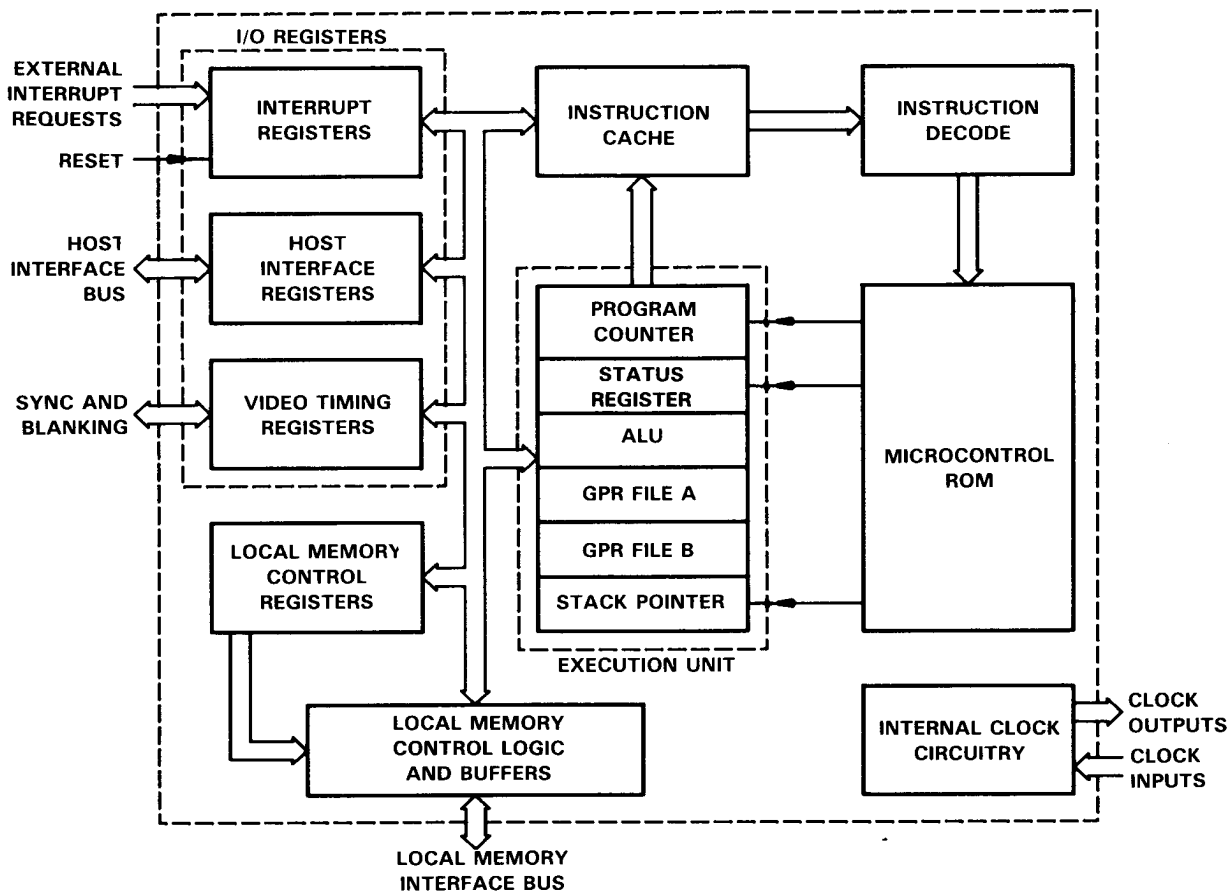 I/O REGISTERS
EXTERNAL
INTERRUPT
REQUESTS
RESET
INTERRUPT
REGISTERS
INSTRUCTION
CACHE
INSTRUCTION
DECODE
HOST
INTERFACE
BUS
HOST
INTERFACE
REGISTERS
PROGRAM
COUNTER
STATUS
REGISTER
ALU
GPR FILE A
GPR FILE B
STACK POINTER
EXECUTION UNIT
MICROCONTROL
ROM
SYNC AND
BLANKING
VIDEO TIMING
REGISTERS
LOCAL MEMORY
CONTROL
REGISTERS
LOCAL MEMORY
CONTROL LOGIC
AND BUFFERS
INTERNAL CLOCK
CIRCUITRY
CLOCK
OUTPUTS
CLOCK
INPUTS
LOCAL MEMORY
INTERFACE BUS